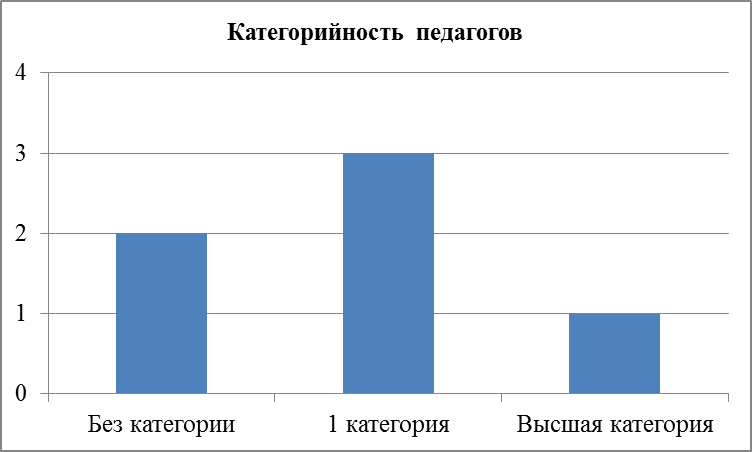 Категорийность педагогов
4
3
2
1
0
Без категории
1 категория
Высшая категория